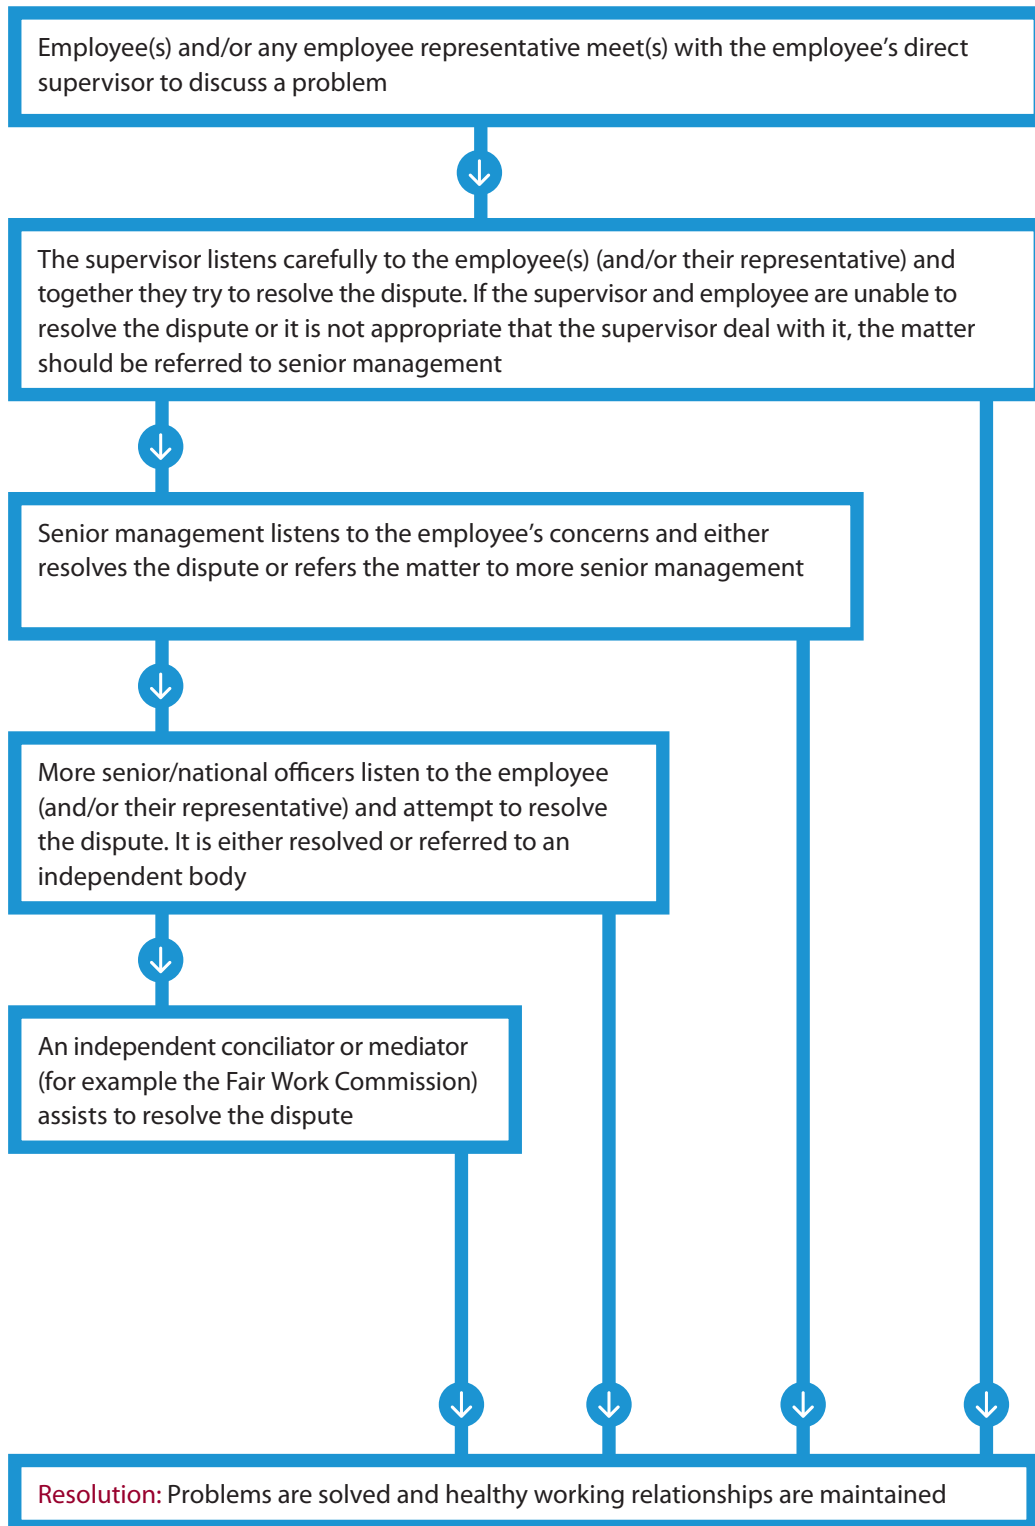 Employee(s) and/or any employee representative meet(s) with the employee’s direct
supervisor to discuss a problem
The supervisor listens carefully to the employee(s) (and/or their representative) and
together they try to resolve the dispute. If the supervisor and employee are unable to
resolve the dispute or it is not appropriate that the supervisor deal with it, the matter
should be referred to senior management
Senior management listens to the employee’s concerns and either
resolves the dispute or refers the matter to more senior management
More senior/national officers listen to the employee
(and/or their representative) and attempt to resolve
the dispute. It is either resolved or referred to an
independent body
An independent conciliator or mediator
(for example the Fair Work Commission)
assists to resolve the dispute
Resolution: Problems are solved and healthy working relationships are maintained